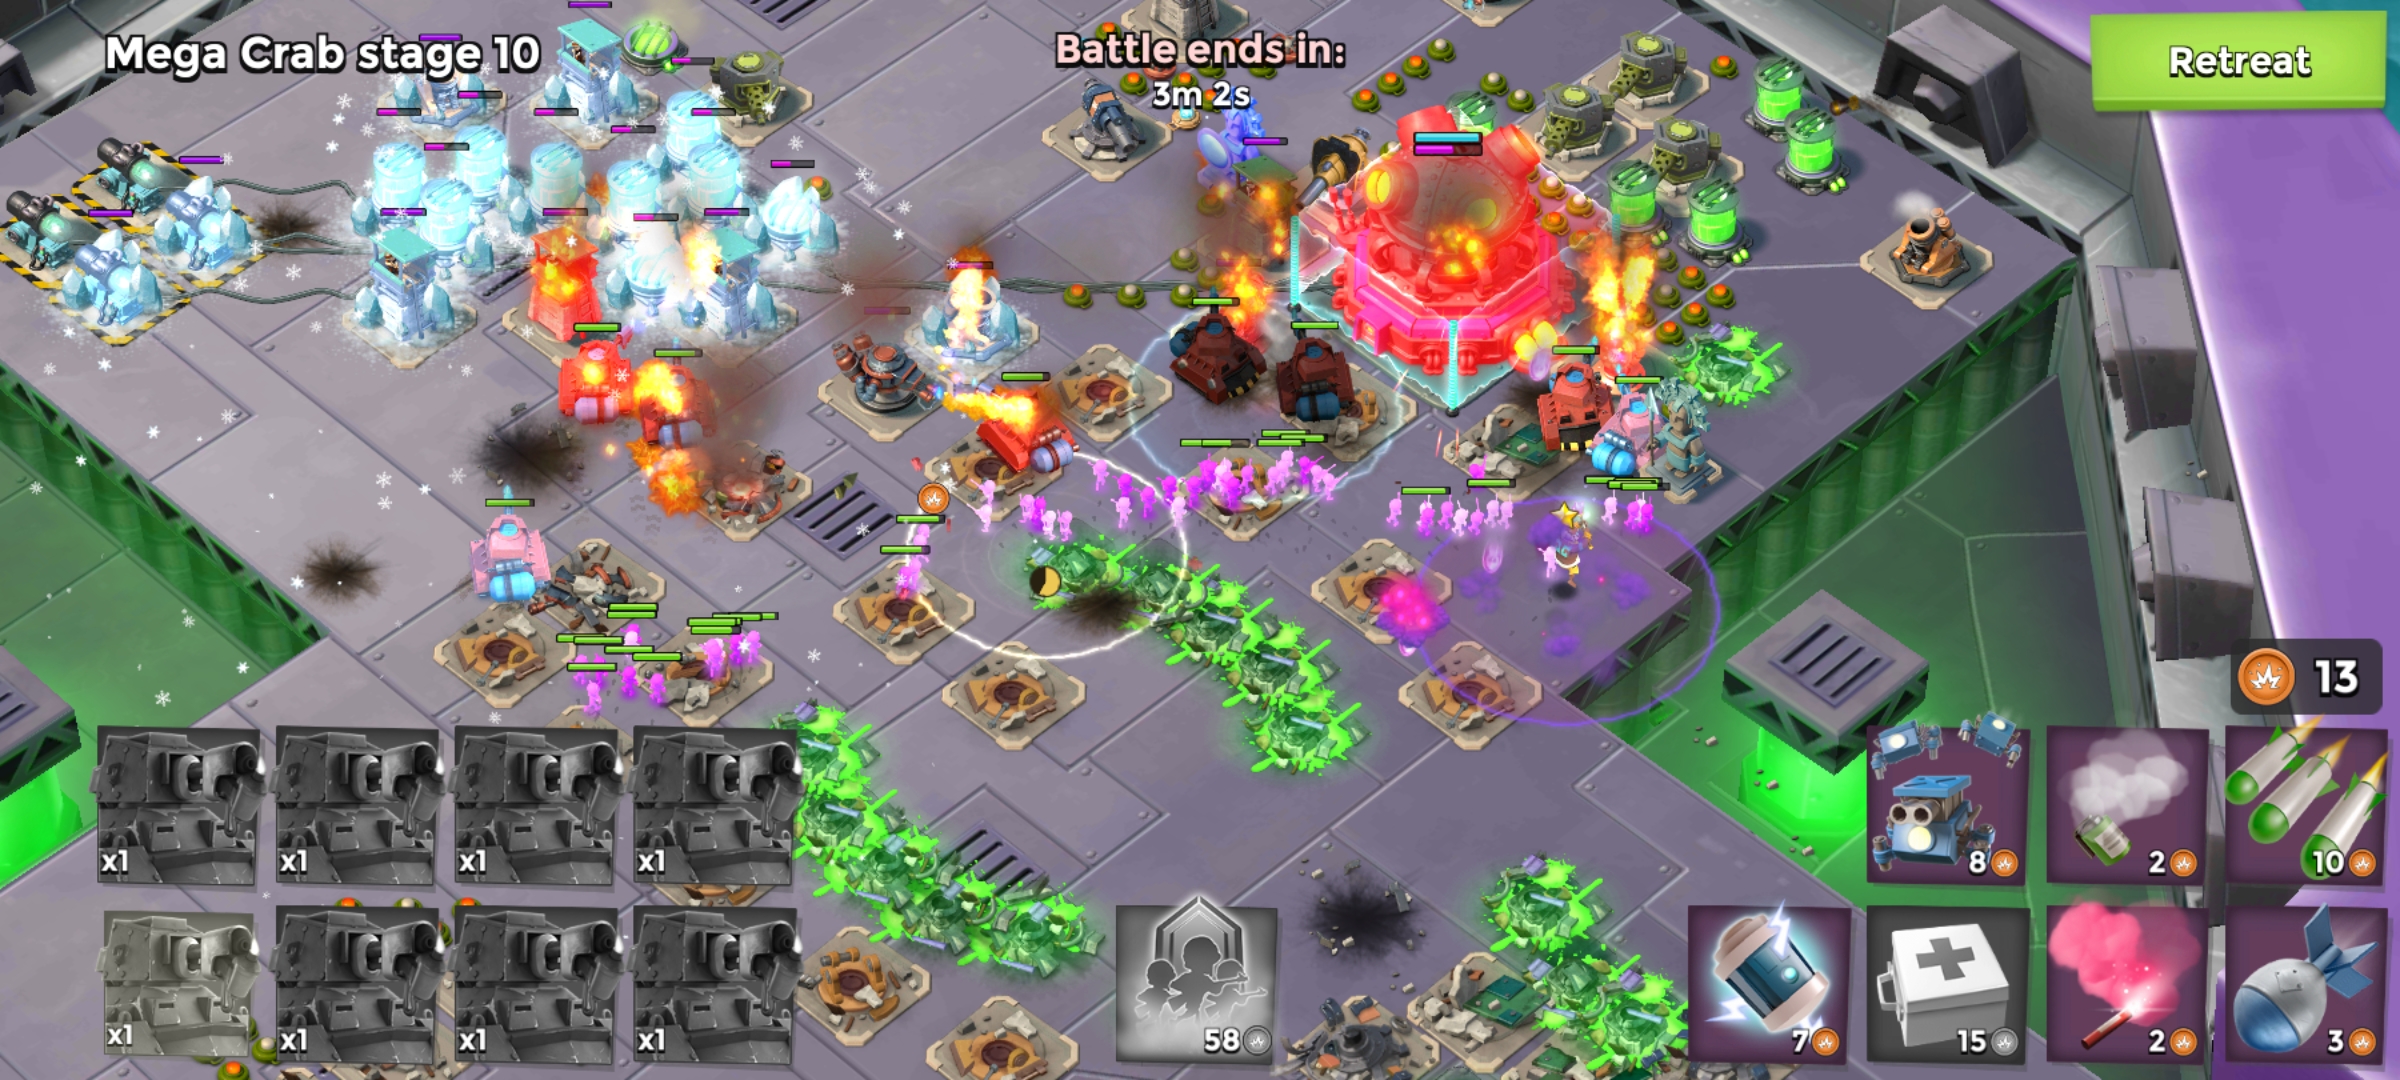 Mega Crab stage 10
Battle ends in:
3m 2s
Retreat
13
8
2
10
x1
x1
x1
x1
x1
x1
x1
x1
58
7
15
2
3